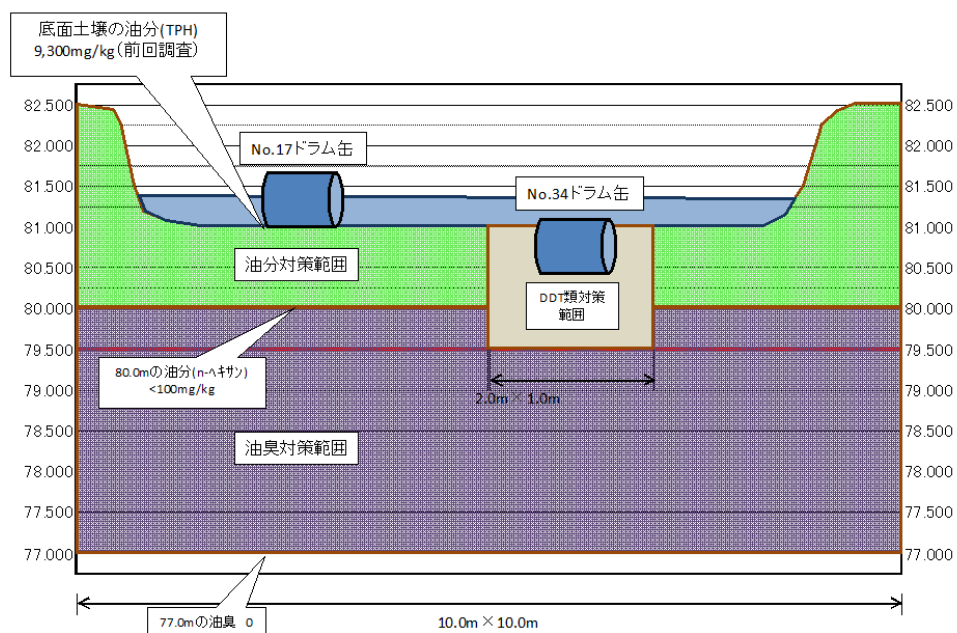 底面土壌の油分(TPH)
9,300mg/kg(前回調査)
82.500
82.500
No.17ドラム缶
82.000
82.000
No.34ドラム缶
81.500
81.500
81.000
81.000
油分対策範囲
80.500
80.500
DDT類対策
範囲
80.000
80.000
79.500
79.500
80.0mの油分(n-ヘキサン)
<100mg/kg
79.000
79.000
2.0m×1.0m
78.500
78.500
油臭対策範囲
78.000
78.000
77.500
77.500
77.000
77.000
77.0mの油臭 0
10.0m×10.0m